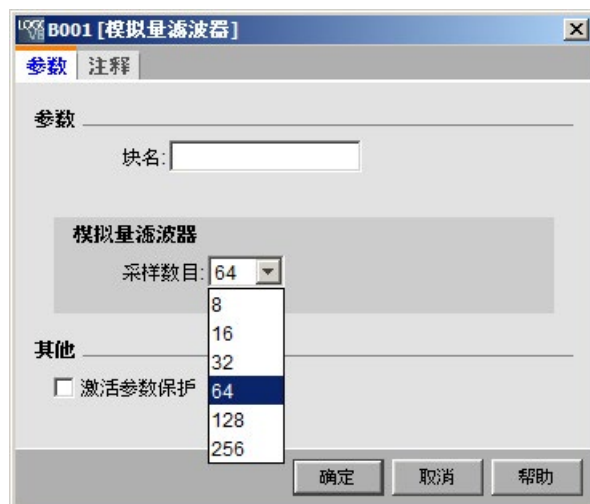 B001 [模拟量滤波器]
参数 注释
参数
块名:
模拟量滤波器
采样数目: 64
8
16
32
其他
激活参数保护
64
128
256
确定 取消 帮助